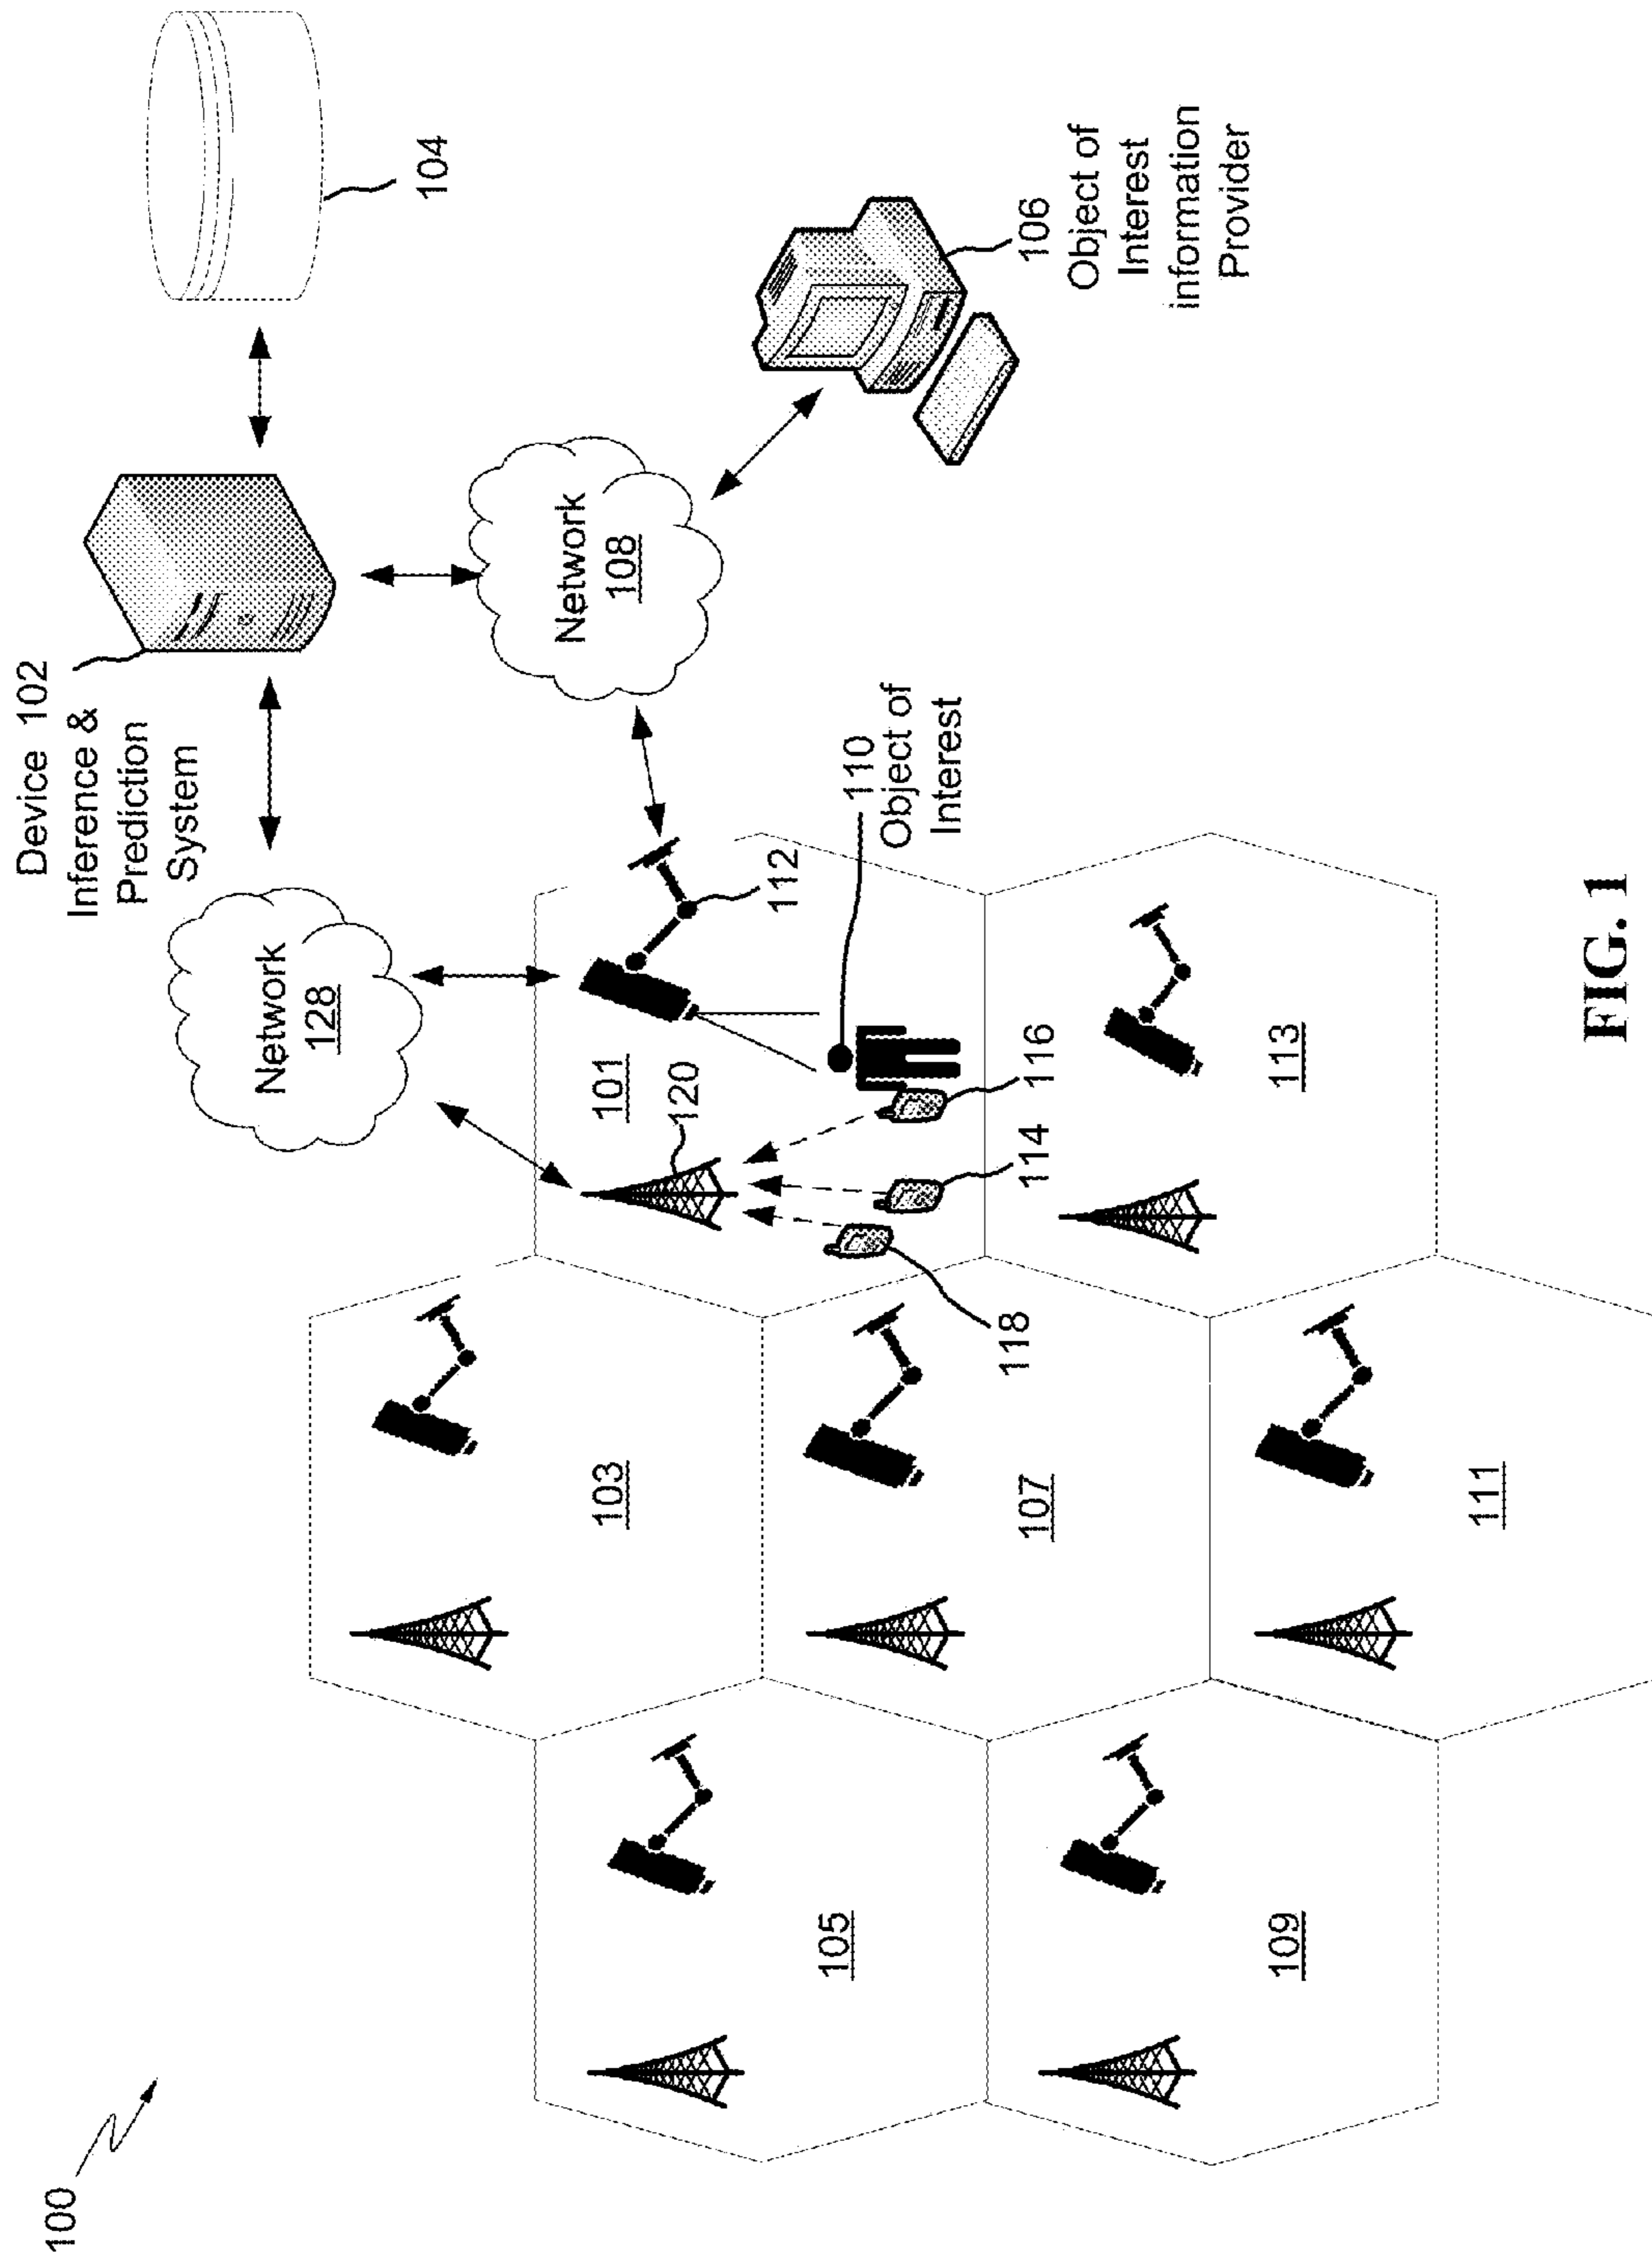 100
Device 102
Inference &
Prediction
System
104
Network
128
Network
108
106
Object of
Interest
information
Provider
101
120
112
110
Object of
Interest
116
114
118
103
105
107
109
111
113
FIG. 1